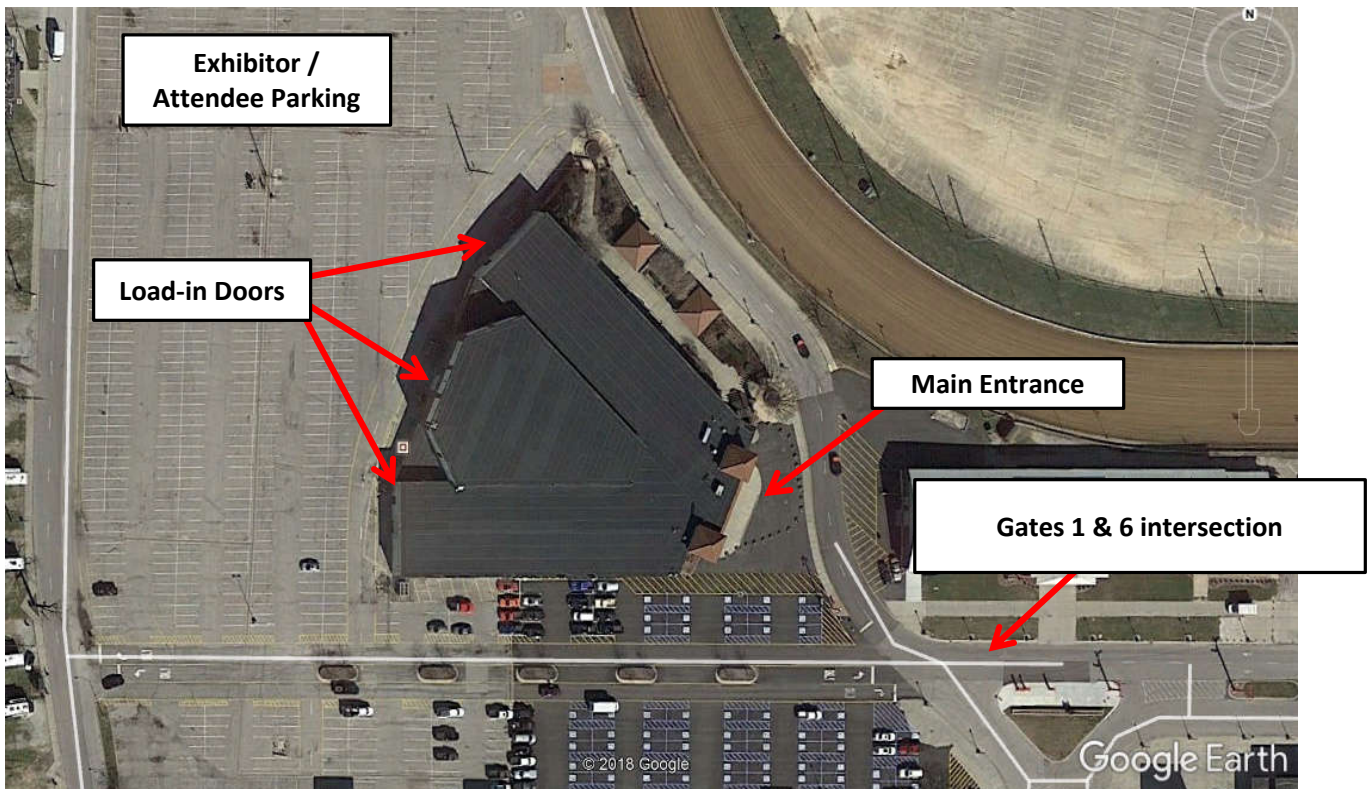 N
Exhibitor /
Attendee Parking
Load-in Doors
Main Entrance
Gates 1 & 6 intersection
© 2018 Google
Google Earth